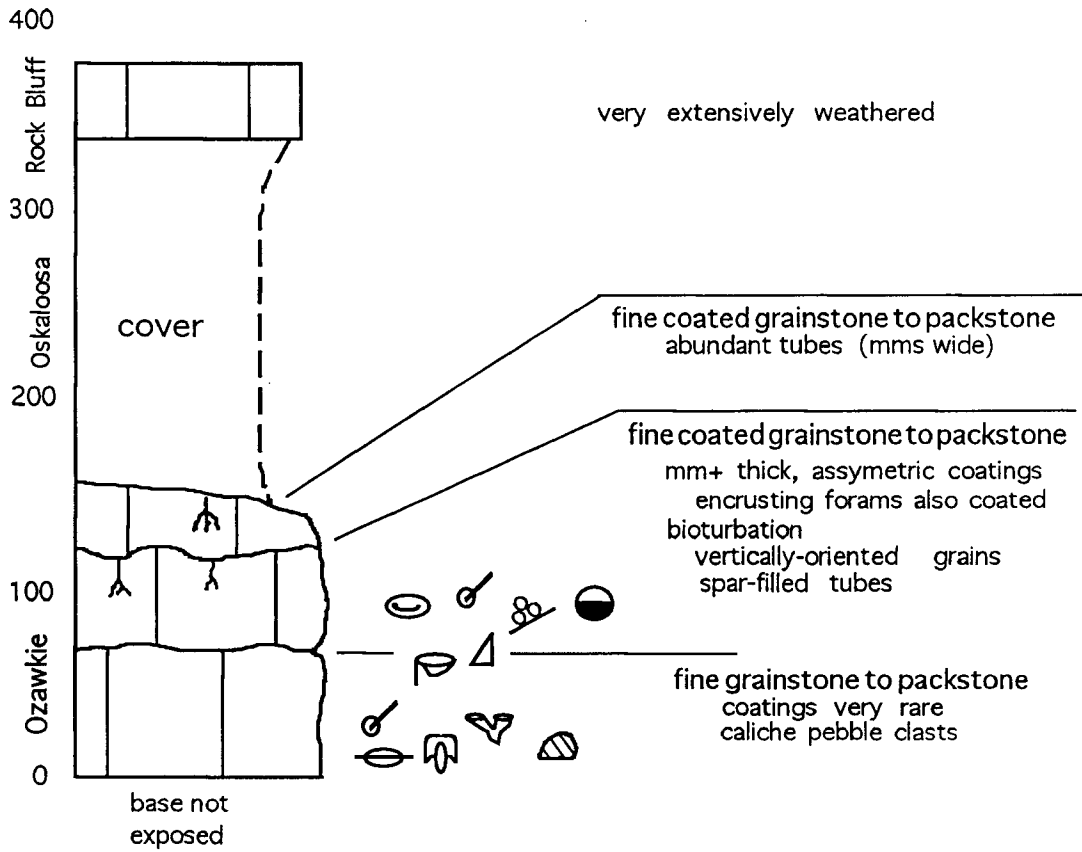 400
Rock Bluff
very extensively weathered
300
Oskaloosa
cover
fine coated grainstone to packstone
abundant tubes (mms wide)
200
fine coated grainstone to packstone
mm+ thick, assymetric coatings
encrusting forams also coated
bioturbation
vertically-oriented grains
spar-filled tubes
100
Ozawkie
fine grainstone to packstone
coatings very rare
caliche pebble clasts
0
base not
exposed